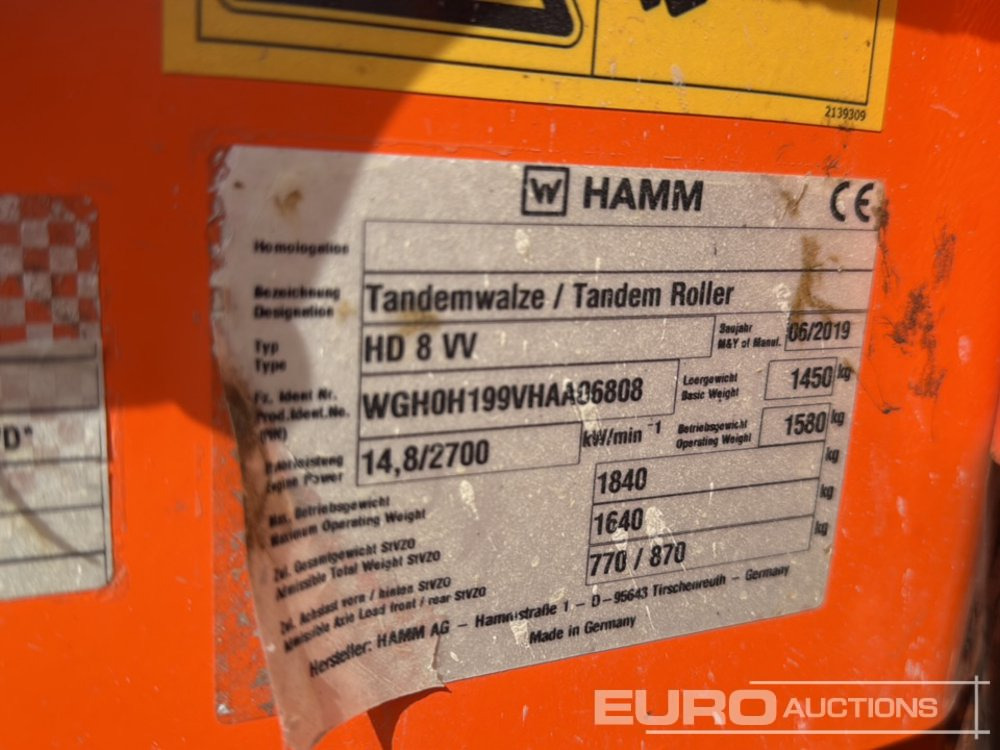 2139309
W HAMM CE
Homologation
Bezeichnung
Designation
Tandemwalze / Tandem Roller
Typ
Type
HD 8 VV
Baujahr
M&Y of Manuf.
06/2019
Fz. Ident Nr.
Prod.Ident.No.
WGH0H199VHAA06808
Leergewicht
Basic Weight
1450 kg
14,8/2700 kW/min -1
Betriebsgewicht
Operating Weight
1580 kg
Engine Power
Max. Betriebsgewicht
Maximum Operating Weight
1840 kg
Zul. Gesamtgewicht StVZO
Admissible Total Weight StVZO
1640 kg
Zul. Achslast vorn / hinten StVZO
Admissible Axle Load front / rear StVZO
770 / 870 kg
Hersteller: HAMM AG – Hammstraße 1 – D–95643 Tirschenreuth – Germany
Made in Germany
EURO AUCTIONS